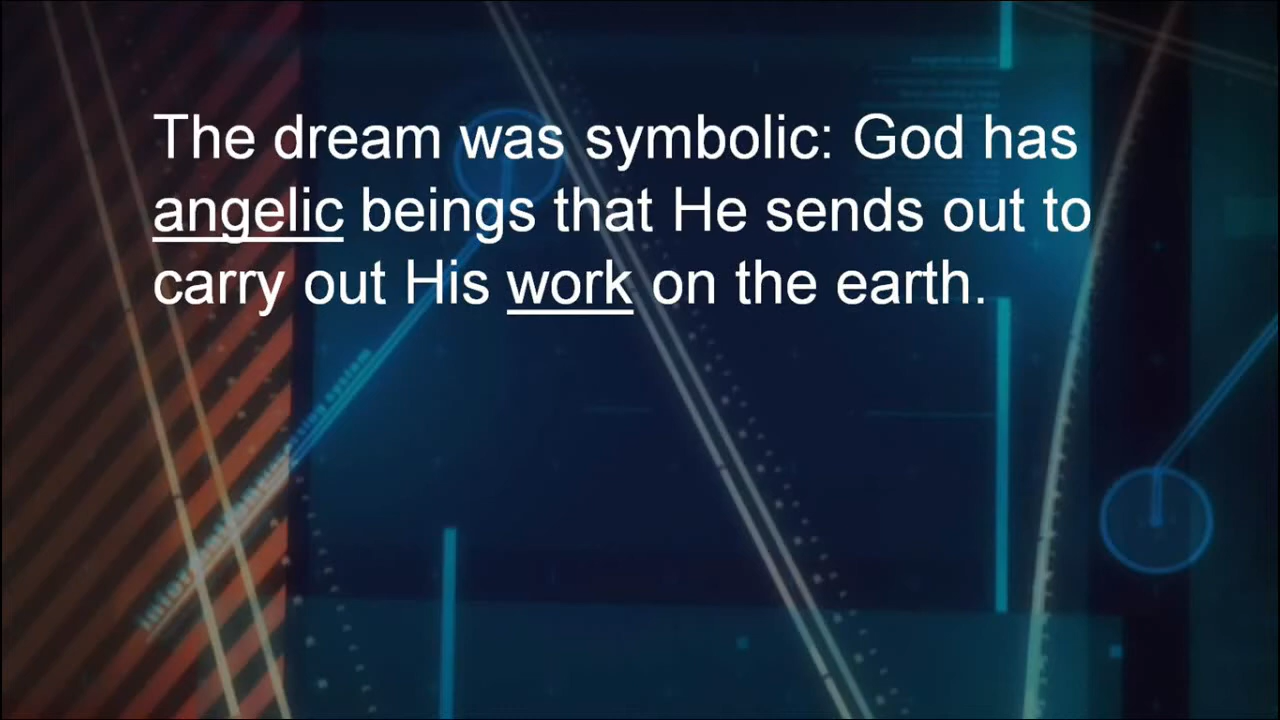 The dream was symbolic: God has
angelic beings that He sends out to
carry out His work on the earth.